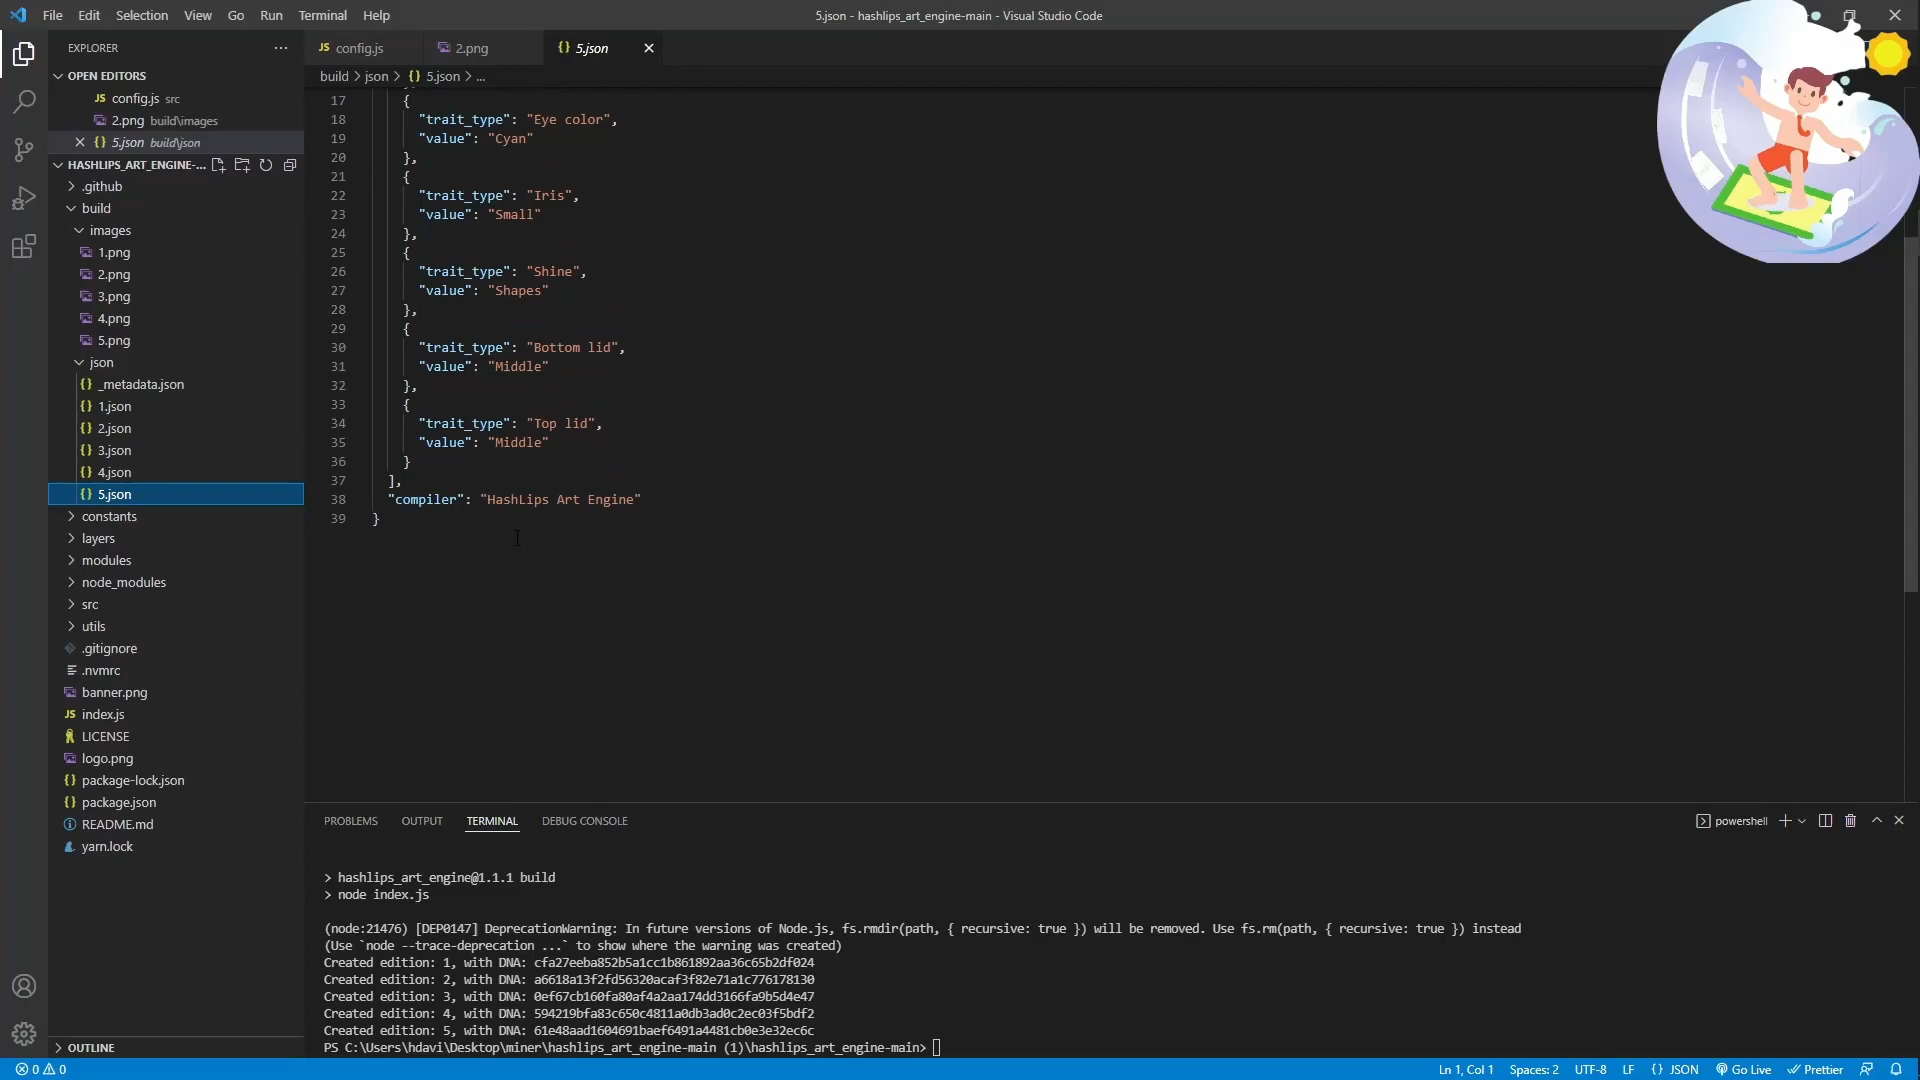 File Edit Selection View Go Run Terminal Help
5.json - hashlips_art_engine-main - Visual Studio Code
EXPLORER
OPEN EDITORS
config.js src
2.png build\images
5.json build\json
HASHLIPS_ART_ENGINE-...
.github
build
images
1.png
2.png
3.png
4.png
5.png
json
_metadata.json
1.json
2.json
3.json
4.json
5.json
constants
layers
modules
node_modules
src
utils
.gitignore
.nvmrc
banner.png
index.js
LICENSE
logo.png
package-lock.json
package.json
README.md
yarn.lock
OUTLINE
config.js 2.png 5.json
build > json > {} 5.json > ...
17 {
18 "trait_type": "Eye color",
19 "value": "Cyan"
20 },
21 {
22 "trait_type": "Iris",
23 "value": "Small"
24 },
25 {
26 "trait_type": "Shine",
27 "value": "Shapes"
28 },
29 {
30 "trait_type": "Bottom lid",
31 "value": "Middle"
32 },
33 {
34 "trait_type": "Top lid",
35 "value": "Middle"
36 }
37 ],
38 "compiler": "HashLips Art Engine"
39 }
PROBLEMS OUTPUT TERMINAL DEBUG CONSOLE
powershell
> hashlips_art_engine@1.1.1 build
> node index.js
(node:21476) [DEP0147] DeprecationWarning: In future versions of Node.js, fs.rmdir(path, { recursive: true }) will be removed. Use fs.rm(path, { recursive: true }) instead
(Use `node --trace-deprecation ...` to show where the warning was created)
Created edition: 1, with DNA: cfa27eeba852b5a1cc1b861892aa36c65b2df024
Created edition: 2, with DNA: a6618a13f2fd56320acaf3f82e71a1c776178130
Created edition: 3, with DNA: 0ef67cb160fa80af4a2aa174dd3166fa9b5d4e47
Created edition: 4, with DNA: 594219bfa83c650c4811a0db3ad0c2ec03f5bdf2
Created edition: 5, with DNA: 61e48aad1604691baef6491a4481cb0e3e32ec6c
PS C:\Users\hdavi\Desktop\miner\hashlips_art_engine-main (1)\hashlips_art_engine-main>
0 0
Ln 1, Col 1 Spaces: 2 UTF-8 LF {} JSON Go Live Prettier